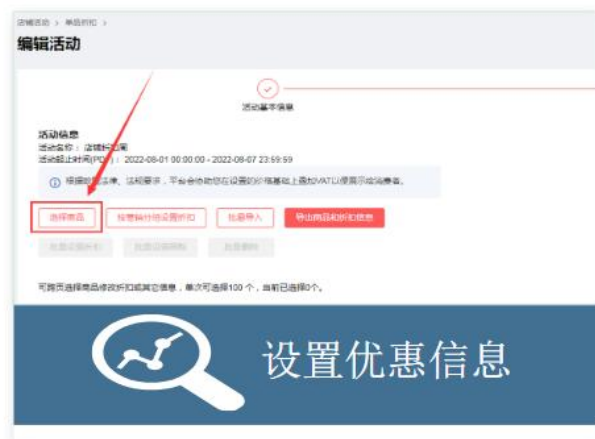 店铺活动 > 单品折扣 >
编辑活动
活动基本信息
活动信息
活动名称： 店铺折扣周
活动起止时间(PDT)： 2022-08-01 00:00:00 - 2022-08-07 23:59:59
根据欧盟法律、法规要求，平台会协助您在设置的价格基础上叠加VAT以便展示给消费者。
选择商品
按营销分组设置折扣
批量导入
导出商品和折扣信息
批量设置折扣
批量设置限购
批量删除
可跨页选择商品修改折扣或其它信息，单次可选择100 个，当前已选择0个。
设置优惠信息